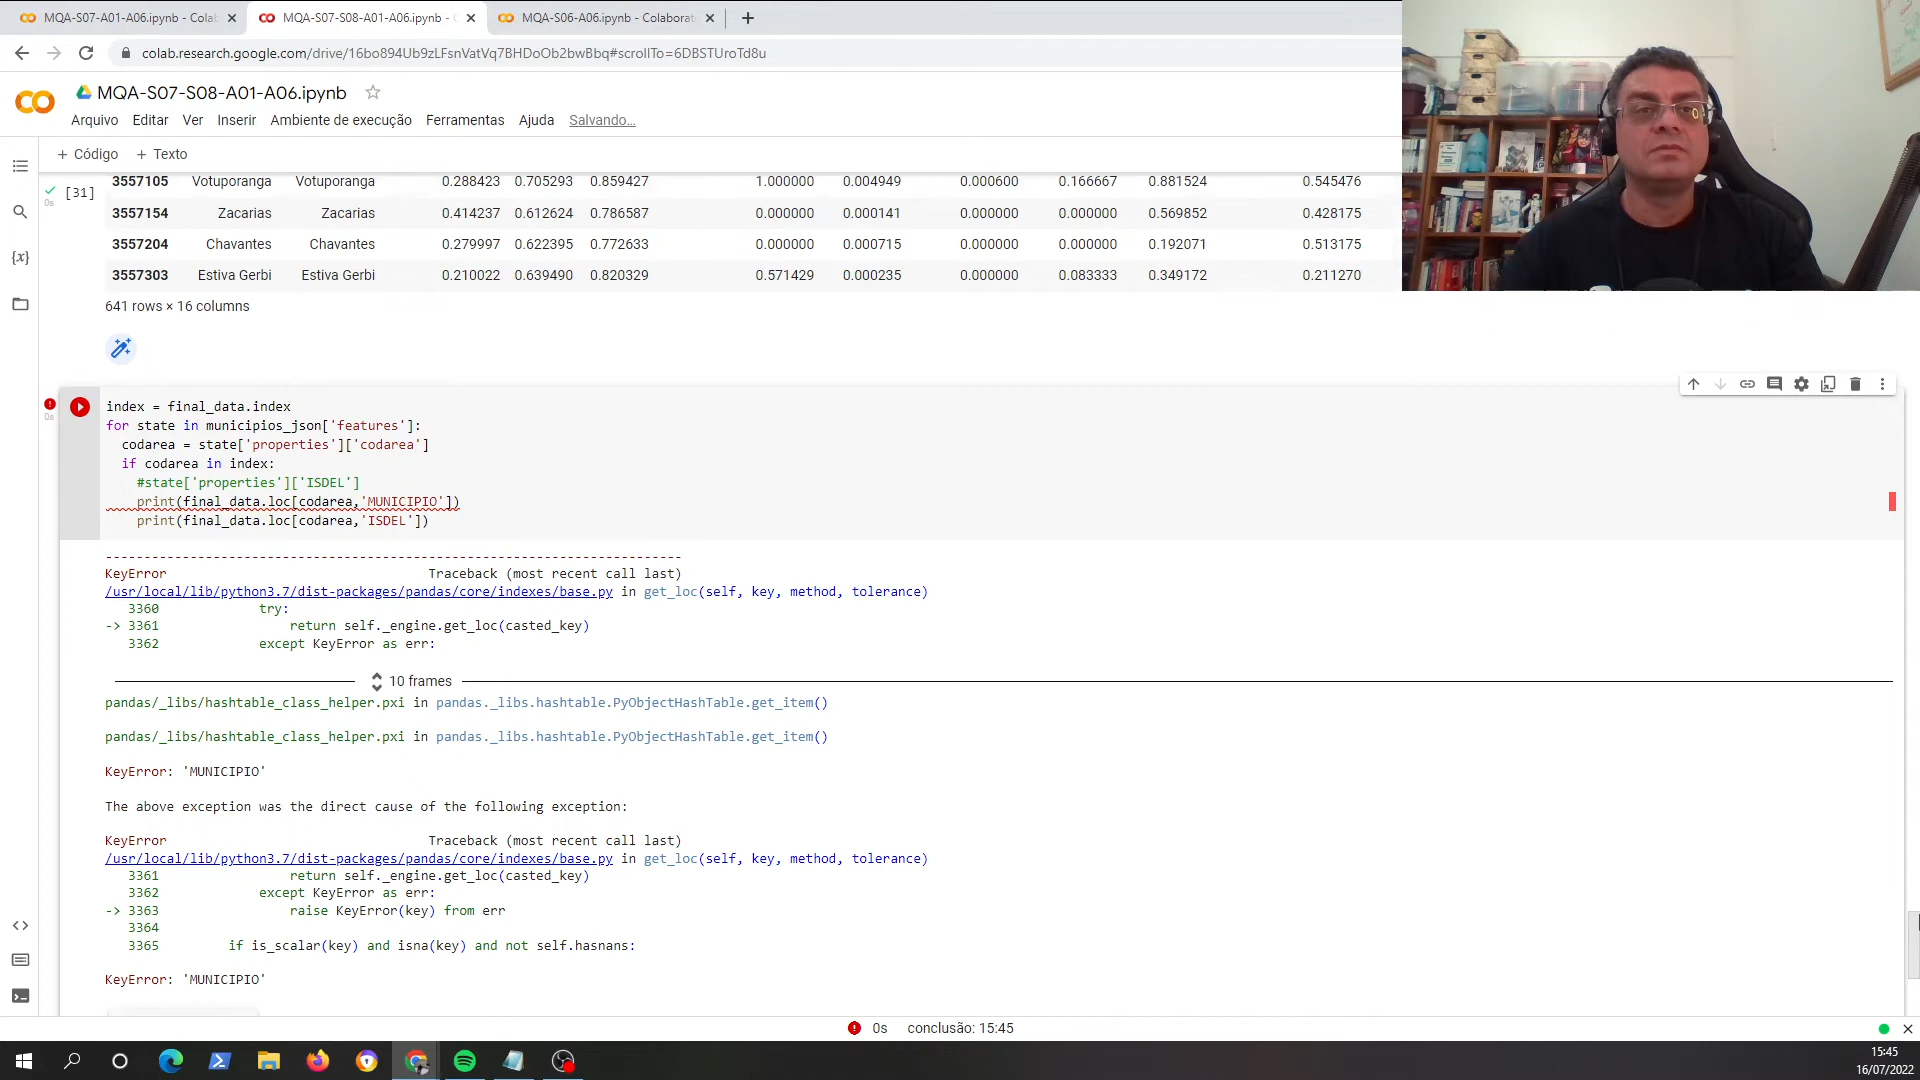 MQA-S07-A01-A06.ipynb - Colab
MQA-S07-S08-A01-A06.ipynb - C
MQA-S06-A06.ipynb - Colaborat
colab.research.google.com/drive/16bo894Ub9zLFsnVatVq7BHDoOb2bwBbq#scrollTo=6DBSTUroTd8u
MQA-S07-S08-A01-A06.ipynb
Arquivo Editar Ver Inserir Ambiente de execução Ferramentas Ajuda Salvando...
+ Código + Texto
[31]
0s
3557105 Votuporanga Votuporanga 0.288423 0.705293 0.859427 1.000000 0.004949 0.000600 0.166667 0.881524 0.545476
3557154 Zacarias Zacarias 0.414237 0.612624 0.786587 0.000000 0.000141 0.000000 0.000000 0.569852 0.428175
3557204 Chavantes Chavantes 0.279997 0.622395 0.772633 0.000000 0.000715 0.000000 0.000000 0.192071 0.513175
3557303 Estiva Gerbi Estiva Gerbi 0.210022 0.639490 0.820329 0.571429 0.000235 0.000000 0.083333 0.349172 0.211270
641 rows × 16 columns
0s
index = final_data.index
for state in municipios_json['features']:
  codarea = state['properties']['codarea']
  if codarea in index:
    #state['properties']['ISDEL']
    print(final_data.loc[codarea,'MUNICIPIO'])
    print(final_data.loc[codarea,'ISDEL'])
---------------------------------------------------------------------------
KeyError Traceback (most recent call last)
/usr/local/lib/python3.7/dist-packages/pandas/core/indexes/base.py in get_loc(self, key, method, tolerance)
3360 try:
-> 3361 return self._engine.get_loc(casted_key)
3362 except KeyError as err:
10 frames
pandas/_libs/hashtable_class_helper.pxi in pandas._libs.hashtable.PyObjectHashTable.get_item()
pandas/_libs/hashtable_class_helper.pxi in pandas._libs.hashtable.PyObjectHashTable.get_item()
KeyError: 'MUNICIPIO'
The above exception was the direct cause of the following exception:
KeyError Traceback (most recent call last)
/usr/local/lib/python3.7/dist-packages/pandas/core/indexes/base.py in get_loc(self, key, method, tolerance)
3361 return self._engine.get_loc(casted_key)
3362 except KeyError as err:
-> 3363 raise KeyError(key) from err
3364
3365 if is_scalar(key) and isna(key) and not self.hasnans:
KeyError: 'MUNICIPIO'
0s conclusão: 15:45
15:45
16/07/2022